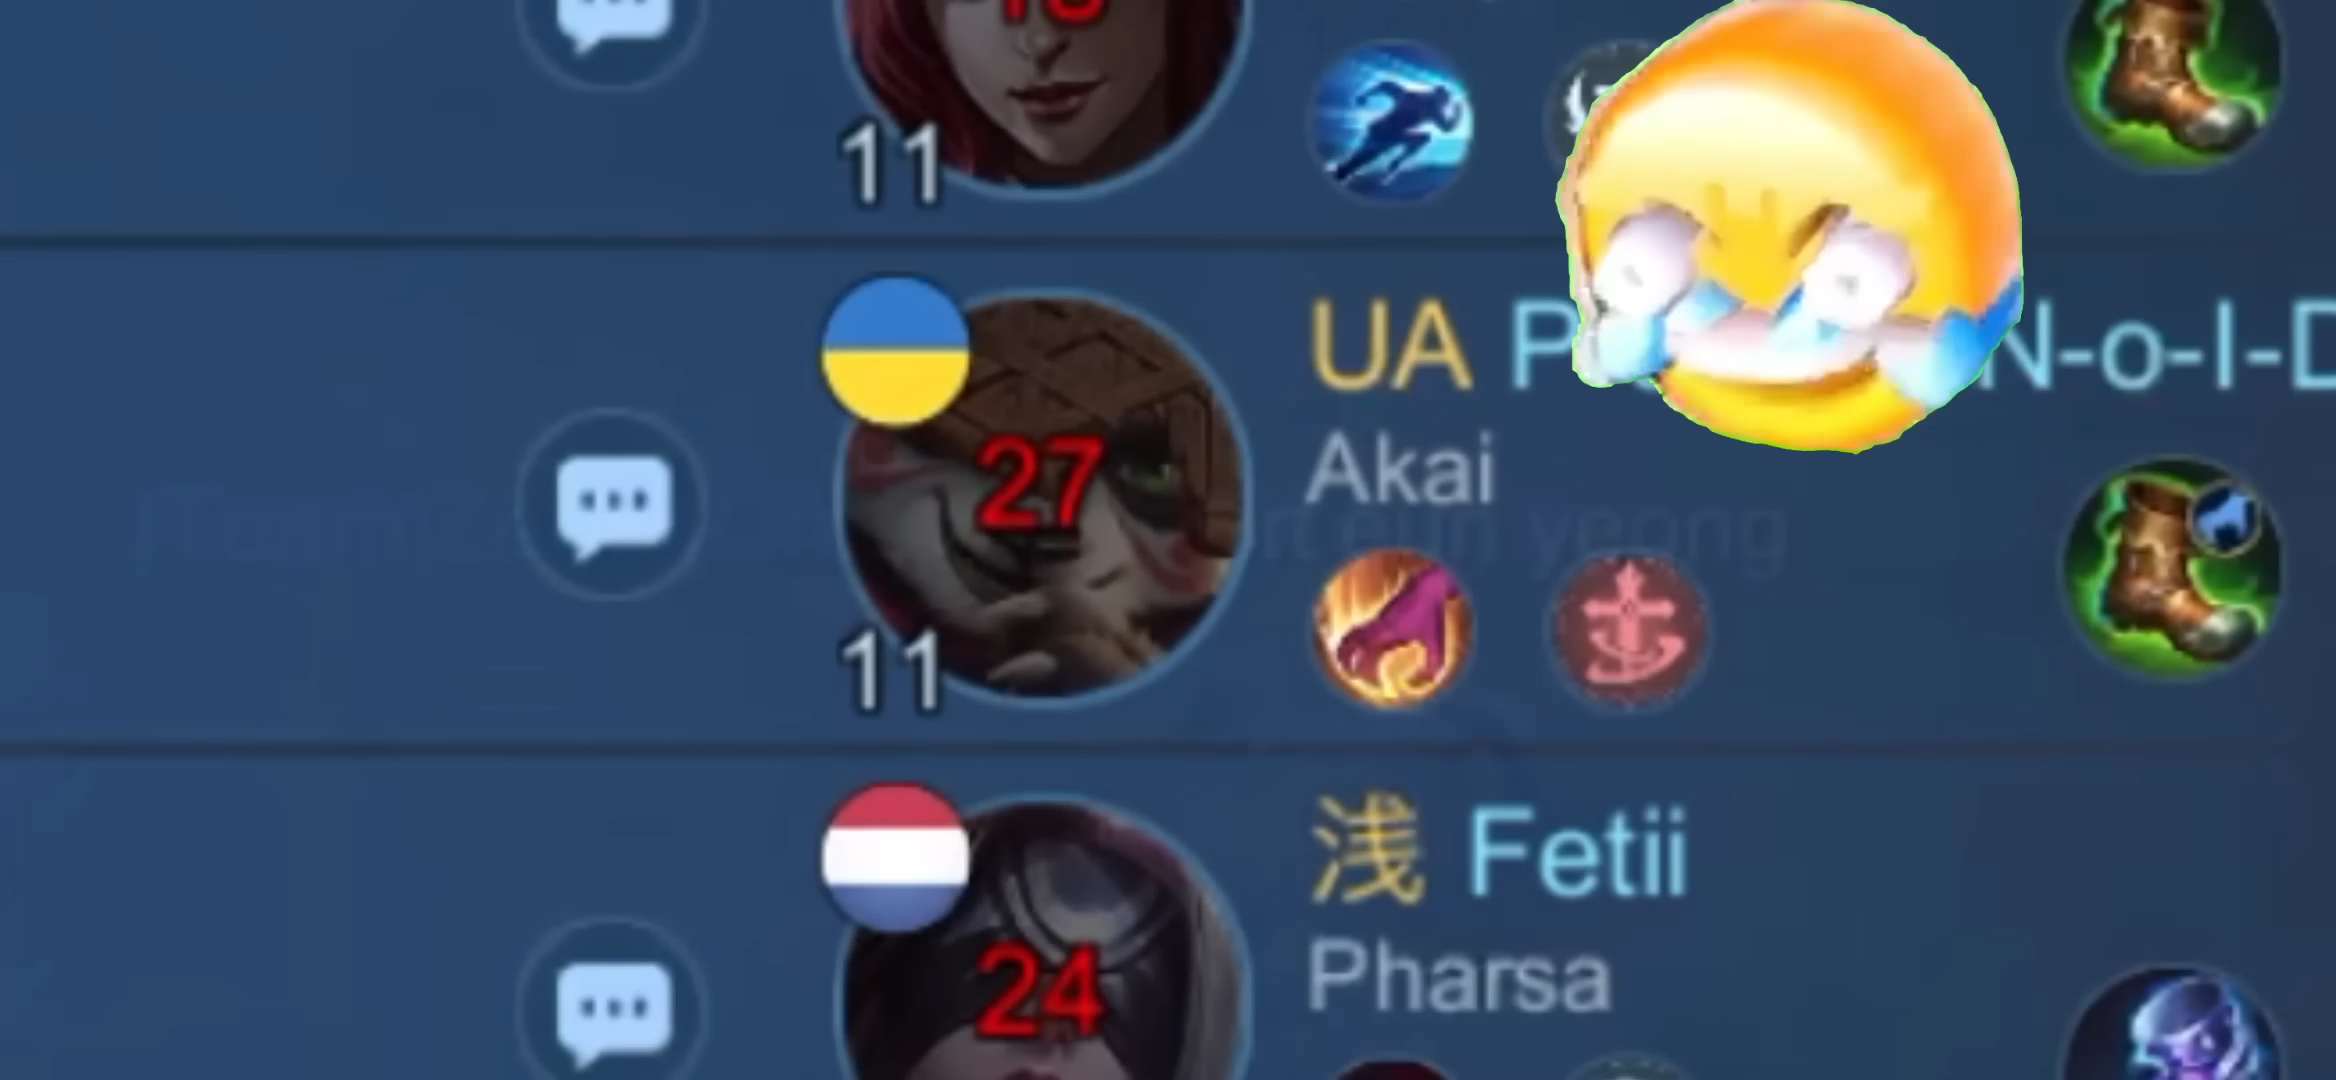 11
UA P N-o-I-D
27
Akai
11
浅 Fetii
24
Pharsa